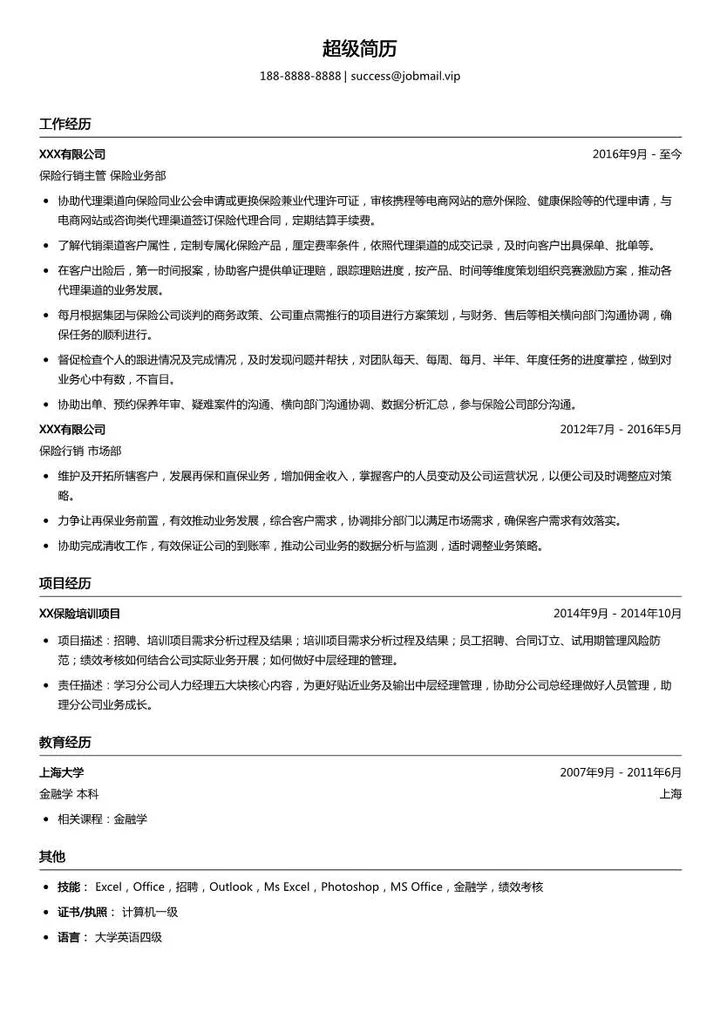 超级简历
188-8888-8888 | success@jobmail.vip
工作经历
XXX有限公司 2016年9月 - 至今
保险行销主管 保险业务部
• 协助代理渠道向保险同业公会申请或更换保险兼业代理许可证，审核携程等电商网站的意外保险、健康保险等的代理申请，与
电商网站或咨询类代理渠道签订保险代理合同，定期结算手续费。
• 了解代销渠道客户属性，定制专属化保险产品，厘定费率条件，依照代理渠道的成交记录，及时向客户出具保单、批单等。
• 在客户出险后，第一时间报案，协助客户提供单证理赔，跟踪理赔进度，按产品、时间等维度策划组织竞赛激励方案，推动各
代理渠道的业务发展。
• 每月根据集团与保险公司谈判的商务政策、公司重点需推行的项目进行方案策划，与财务、售后等相关横向部门沟通协调，确
保任务的顺利进行。
• 督促检查个人的跟进情况及完成情况，及时发现问题并帮扶，对团队每天、每周、每月、半年、年度任务的进度掌控，做到对
业务心中有数，不盲目。
• 协助出单、预约保养年审、疑难案件的沟通、横向部门沟通协调、数据分析汇总，参与保险公司部分沟通。
XXX有限公司 2012年7月 - 2016年5月
保险行销 市场部
• 维护及开拓所辖客户，发展再保和直保业务，增加佣金收入，掌握客户的人员变动及公司运营状况，以便公司及时调整应对策
略。
• 力争让再保业务前置，有效推动业务发展，综合客户需求，协调排分部门以满足市场需求，确保客户需求有效落实。
• 协助完成清收工作，有效保证公司的到账率，推动公司业务的数据分析与监测，适时调整业务策略。
项目经历
XX保险培训项目 2014年9月 - 2014年10月
• 项目描述：招聘、培训项目需求分析过程及结果；培训项目需求分析过程及结果；员工招聘、合同订立、试用期管理风险防
范；绩效考核如何结合公司实际业务开展；如何做好中层经理的管理。
• 责任描述：学习分公司人力经理五大块核心内容，为更好贴近业务及输出中层经理管理，协助分公司总经理做好人员管理，助
理分公司业务成长。
教育经历
上海大学 2007年9月 - 2011年6月
金融学 本科 上海
• 相关课程：金融学
其他
• 技能： Excel，Office，招聘，Outlook，Ms Excel，Photoshop，MS Office，金融学，绩效考核
• 证书/执照： 计算机一级
• 语言： 大学英语四级